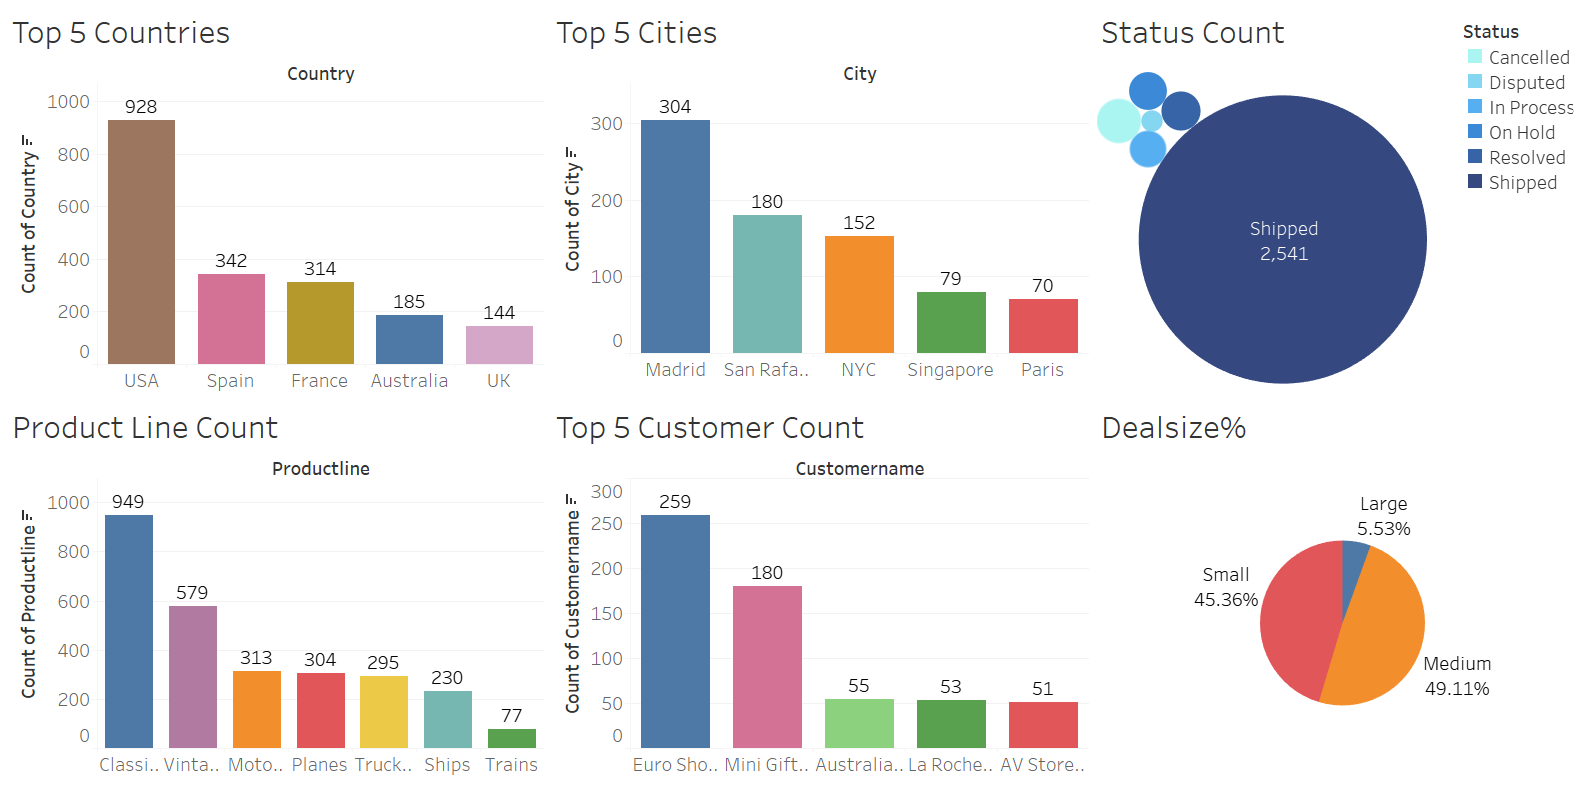 Top 5 Countries
Country
Count of Country
1000
800
600
400
200
0
928
342
314
185
144
USA
Spain
France
Australia
UK
Top 5 Cities
City
Count of City
300
200
100
0
304
180
152
79
70
Madrid
San Rafa..
NYC
Singapore
Paris
Status Count
Shipped
2,541
Status
Cancelled
Disputed
In Process
On Hold
Resolved
Shipped
Product Line Count
Productline
Count of Productline
1000
800
600
400
200
0
949
579
313
304
295
230
77
Classi..
Vinta..
Moto..
Planes
Truck..
Ships
Trains
Top 5 Customer Count
Customername
Count of Customername
300
250
200
150
100
50
0
259
180
55
53
51
Euro Sho..
Mini Gift..
Australia..
La Roche..
AV Store..
Dealsize%
Large
5.53%
Small
45.36%
Medium
49.11%